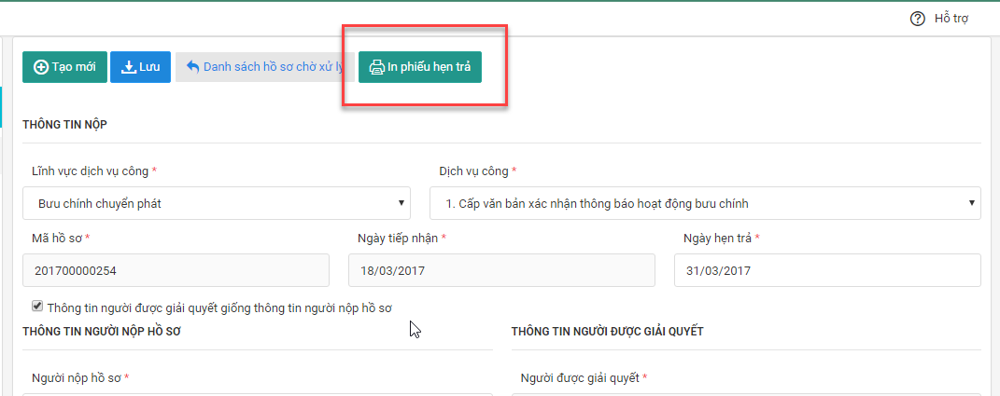 Hỗ trợ
Tạo mới Lưu Danh sách hồ sơ chờ xử lý In phiếu hẹn trả
THÔNG TIN NỘP
Lĩnh vực dịch vụ công * Dịch vụ công *
Bưu chính chuyển phát 1. Cấp văn bản xác nhận thông báo hoạt động bưu chính
Mã hồ sơ * Ngày tiếp nhận * Ngày hẹn trả *
201700000254 18/03/2017 31/03/2017
Thông tin người được giải quyết giống thông tin người nộp hồ sơ
THÔNG TIN NGƯỜI NỘP HỒ SƠ THÔNG TIN NGƯỜI ĐƯỢC GIẢI QUYẾT
Người nộp hồ sơ * Người được giải quyết *